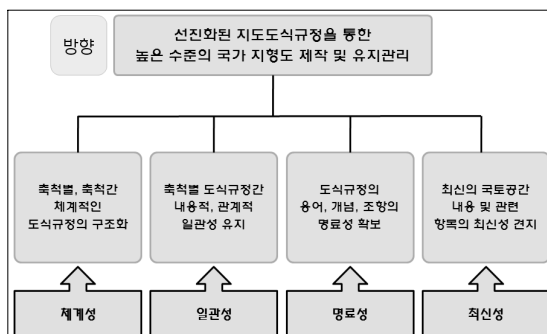 방향
선진화된 지도도식규정을 통한
높은 수준의 국가 지형도 제작 및 유지관리
축척별, 축척간
체계적인
도식규정의 구조화
축척별 도식규정간
내용적, 관계적
일관성 유지
도식규정의
용어, 개념, 조항의
명료성 확보
최신의 국토공간
내용 및 관련
항목의 최신성 견지
체계성
일관성
명료성
최신성